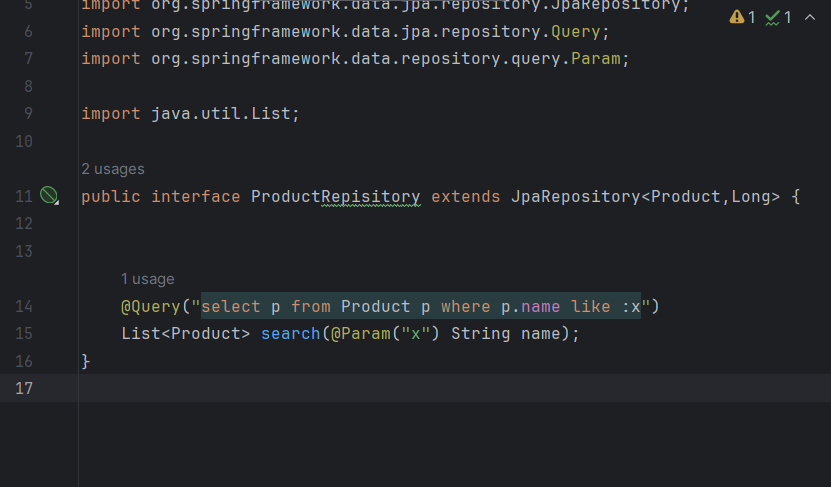 5 import org.springframework.data.jpa.repository.JpaRepository;
6 import org.springframework.data.jpa.repository.Query;
7 import org.springframework.data.repository.query.Param;
8
9 import java.util.List;
10
2 usages
11 public interface ProductRepisitory extends JpaRepository<Product,Long> {
12
13
1 usage
14 @Query("select p from Product p where p.name like :x")
15 List<Product> search(@Param("x") String name);
16 }
17
1 1